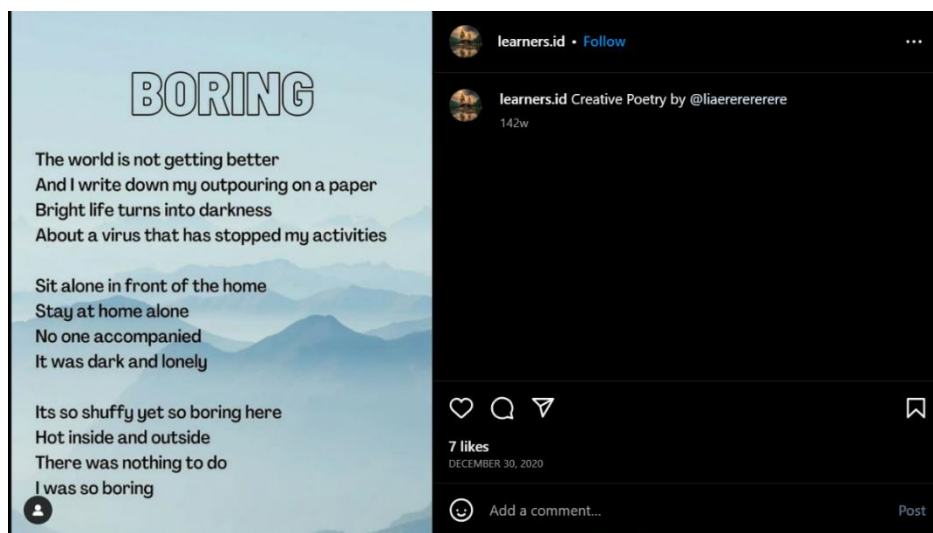 BORING
The world is not getting better
And I write down my outpouring on a paper
Bright life turns into darkness
About a virus that has stopped my activities
Sit alone in front of the home
Stay at home alone
No one accompanied
It was dark and lonely
Its so shuffy yet so boring here
Hot inside and outside
There was nothing to do
I was so boring
learners.id • Follow
learners.id Creative Poetry by @liaerererere
142w
7 likes
DECEMBER 30, 2020
Add a comment...
Post